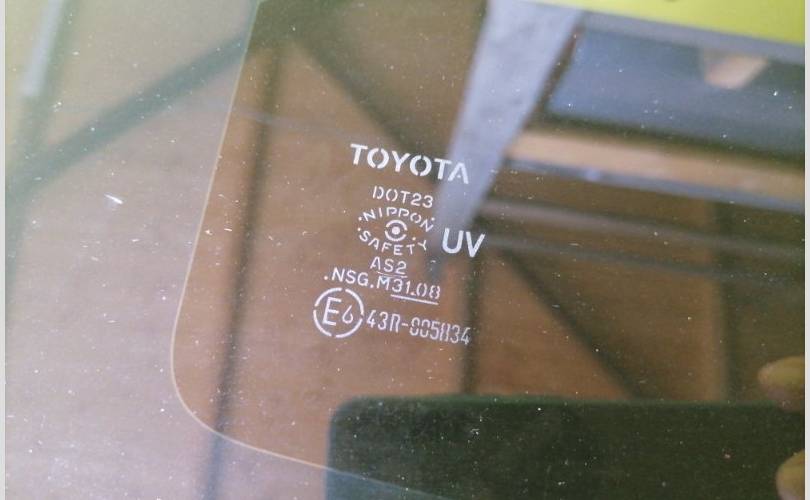 TOYOTA
DOT23
NIPPON
SAFETY
UV
AS2
.NSG.M31.08
E6 43R-005834